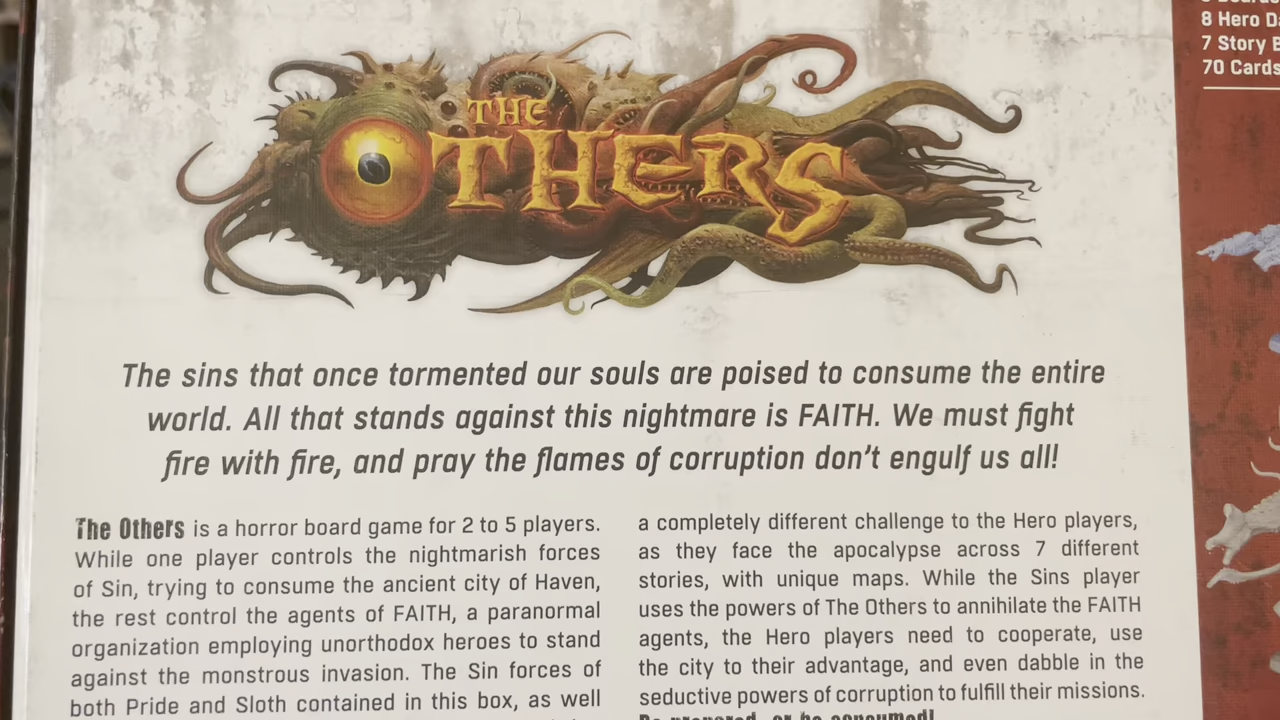 THE
OTHERS
The sins that once tormented our souls are poised to consume the entire
world. All that stands against this nightmare is FAITH. We must fight
fire with fire, and pray the flames of corruption don't engulf us all!
The Others is a horror board game for 2 to 5 players.
While one player controls the nightmarish forces
of Sin, trying to consume the ancient city of Haven,
the rest control the agents of FAITH, a paranormal
organization employing unorthodox heroes to stand
against the monstrous invasion. The Sin forces of
both Pride and Sloth contained in this box, as well
a completely different challenge to the Hero players,
as they face the apocalypse across 7 different
stories, with unique maps. While the Sins player
uses the powers of The Others to annihilate the FAITH
agents, the Hero players need to cooperate, use
the city to their advantage, and even dabble in the
seductive powers of corruption to fulfill their missions.
Be prepared, or be consumed!
8 Hero
7 Story
70 Cards